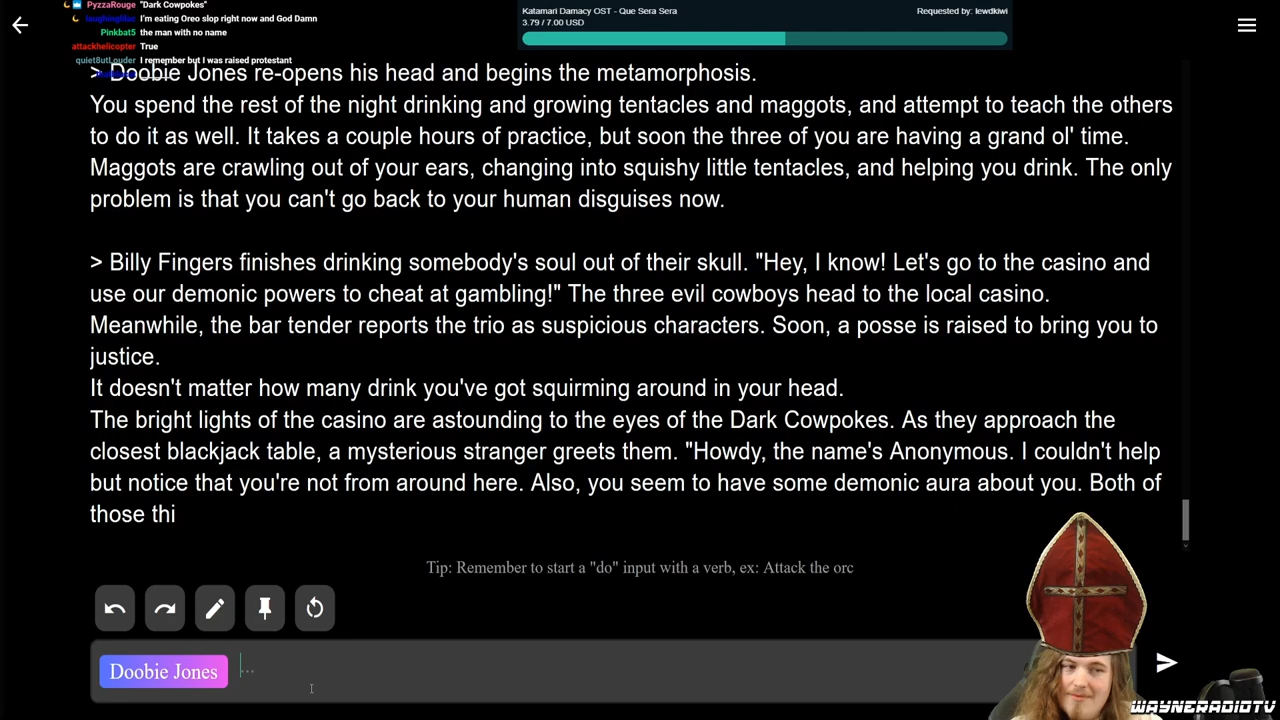 PyzzaRouge "Dark Cowpokes"
laughinglilas I'm eating Oreo slop right now and God Damn
Pinkbat5 the man with no name
attackhelicopter True
quiet8utLouder I remember but I was raised protestant
Katamari Damacy OST - Que Sera Sera
Requested by: lewdkiwi
3.79 / 7.00 USD
> Doobie Jones re-opens his head and begins the metamorphosis.
You spend the rest of the night drinking and growing tentacles and maggots, and attempt to teach the others
to do it as well. It takes a couple hours of practice, but soon the three of you are having a grand ol' time.
Maggots are crawling out of your ears, changing into squishy little tentacles, and helping you drink. The only
problem is that you can't go back to your human disguises now.
> Billy Fingers finishes drinking somebody's soul out of their skull. "Hey, I know! Let's go to the casino and
use our demonic powers to cheat at gambling!" The three evil cowboys head to the local casino.
Meanwhile, the bar tender reports the trio as suspicious characters. Soon, a posse is raised to bring you to
justice.
It doesn't matter how many drink you've got squirming around in your head.
The bright lights of the casino are astounding to the eyes of the Dark Cowpokes. As they approach the
closest blackjack table, a mysterious stranger greets them. "Howdy, the name's Anonymous. I couldn't help
but notice that you're not from around here. Also, you seem to have some demonic aura about you. Both of
those thi
Tip: Remember to start a "do" input with a verb, ex: Attack the orc
Doobie Jones ...
WAYNERADIOTV